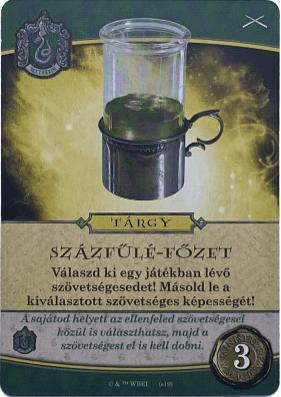 TÁRGY
SZÁZFŰLÉ-FŐZET
Válaszd ki egy játékban lévő
szövetségesedet! Másold le a
kiválasztott szövetséges képességét!
A sajátod helyett az ellenfeled szövetségesei
közül is választhatsz, majd a
szövetségest el is kell dobni.
3
© & ™ WBEI. (s19)